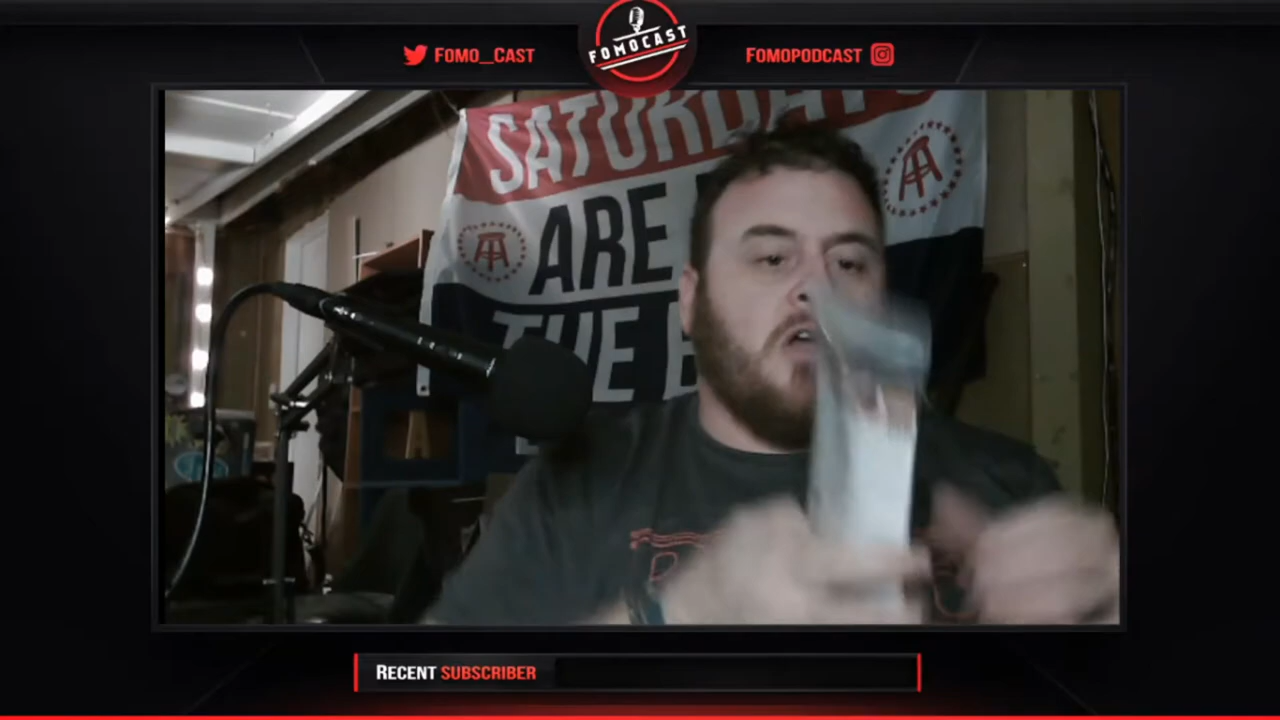 Fomo_Cast
FOMOCAST
Fomopodcast
SATURDAYS
ARE
THE
Recent subscriber